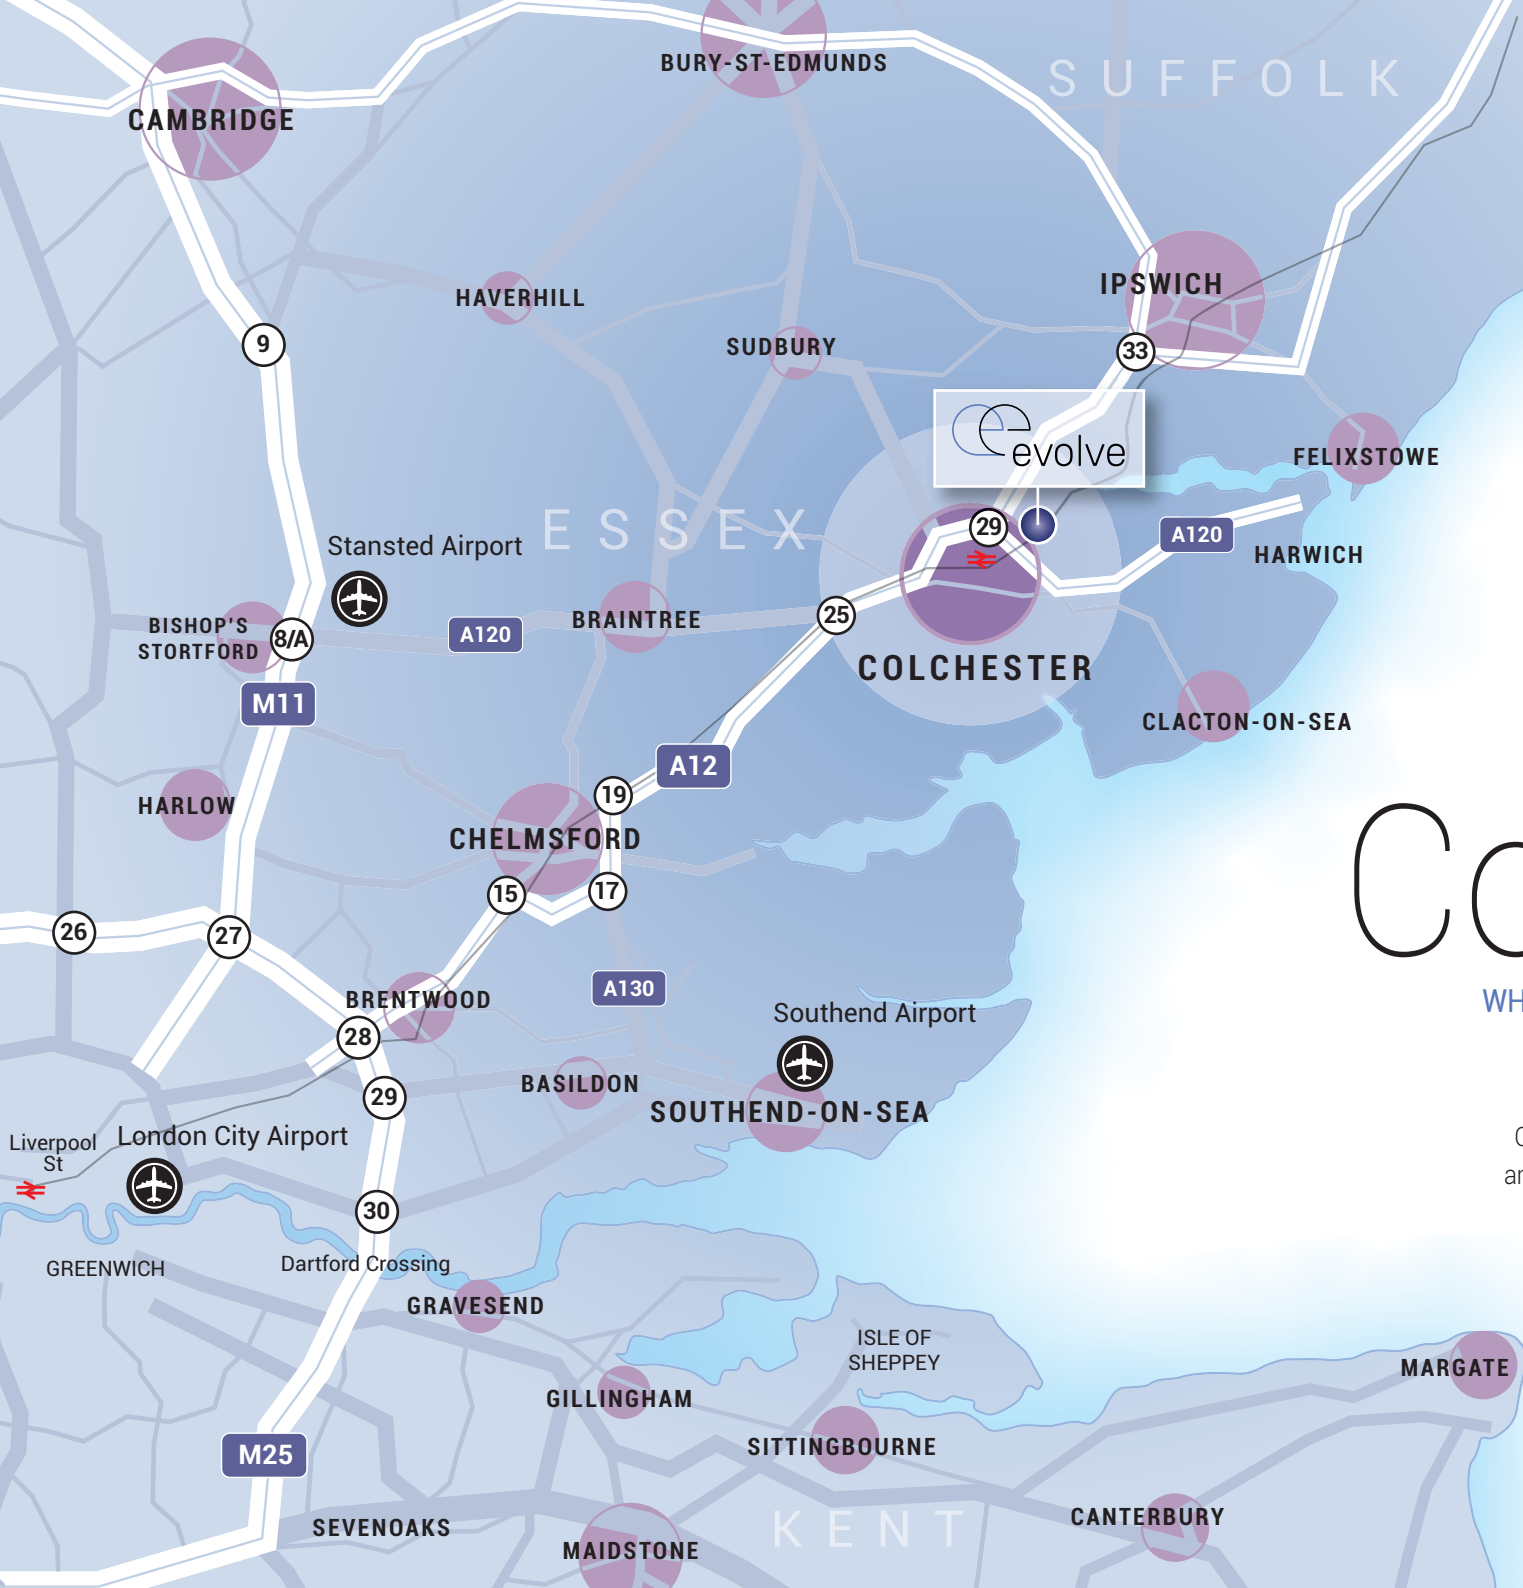 BURY-ST-EDMUNDS
SUFFOLK
CAMBRIDGE
IPSWICH
HAVERHILL
9
SUDBURY
33
evolve
FELIXSTOWE
ESSEX
29
A120
Stansted Airport
HARWICH
25
BRAINTREE
A120
BISHOP'S
STORTFORD
8/A
COLCHESTER
M11
CLACTON-ON-SEA
A12
19
HARLOW
CHELMSFORD
15
17
26
27
Co
A130
BRENTWOOD
WH
Southend Airport
28
BASILDON
29
SOUTHEND-ON-SEA
London City Airport
Liverpool
St
30
Dartford Crossing
GREENWICH
GRAVESEND
ISLE OF
SHEPPEY
MARGATE
GILLINGHAM
SITTINGBOURNE
M25
CANTERBURY
SEVENOAKS
KENT
MAIDSTONE